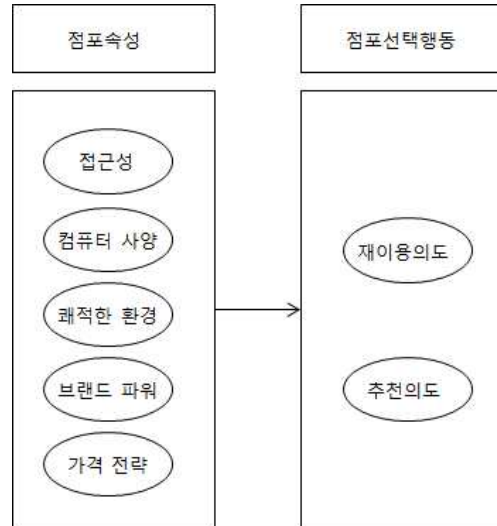 점포속성
점포선택행동
접근성
컴퓨터 사양
쾌적한 환경
브랜드 파워
가격 전략
재이용의도
추천의도